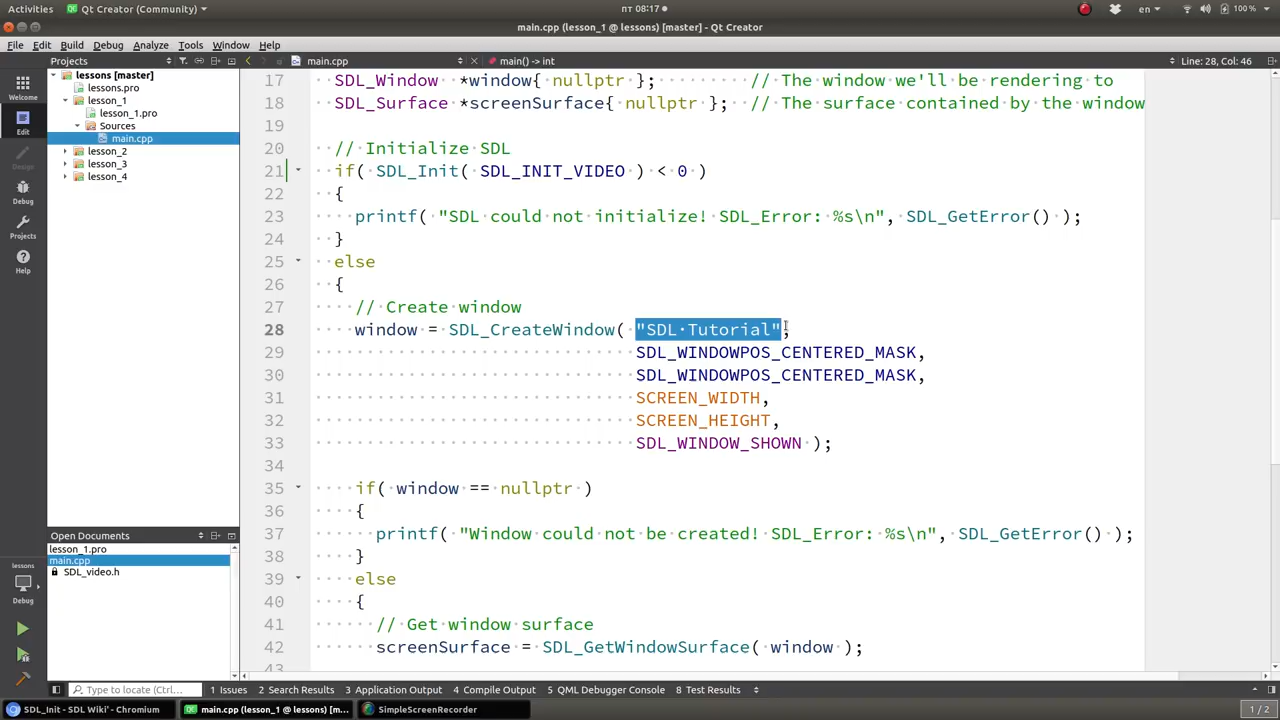 Activities
Qt Creator (Community)
пт 08:17
en
100 %
main.cpp (lesson_1 @ lessons) [master] - Qt Creator
File Edit Build Debug Analyze Tools Window Help
Projects
main.cpp
main() -> int
Line: 28, Col: 46
Welcome
Edit
Design
Debug
Projects
Help
lessons
Debug
lessons [master]
lessons.pro
lesson_1
lesson_1.pro
Sources
main.cpp
lesson_2
lesson_3
lesson_4
Open Documents
lesson_1.pro
main.cpp
SDL_video.h
17 SDL_Window *window{ nullptr }; // The window we'll be rendering to
18 SDL_Surface *screenSurface{ nullptr }; // The surface contained by the window
19
20 // Initialize SDL
21 if( SDL_Init( SDL_INIT_VIDEO ) < 0 )
22 {
23 printf( "SDL could not initialize! SDL_Error: %s\n", SDL_GetError() );
24 }
25 else
26 {
27 // Create window
28 window = SDL_CreateWindow( "SDL Tutorial",
29 SDL_WINDOWPOS_CENTERED_MASK,
30 SDL_WINDOWPOS_CENTERED_MASK,
31 SCREEN_WIDTH,
32 SCREEN_HEIGHT,
33 SDL_WINDOW_SHOWN );
34
35 if( window == nullptr )
36 {
37 printf( "Window could not be created! SDL_Error: %s\n", SDL_GetError() );
38 }
39 else
40 {
41 // Get window surface
42 screenSurface = SDL_GetWindowSurface( window );
43
Type to locate (Ctrl-...
1 Issues
2 Search Results
3 Application Output
4 Compile Output
5 QML Debugger Console
8 Test Results
SDL_Init - SDL Wiki' - Chromium
main.cpp (lesson_1 @ lessons) [m...
SimpleScreenRecorder
1 / 2